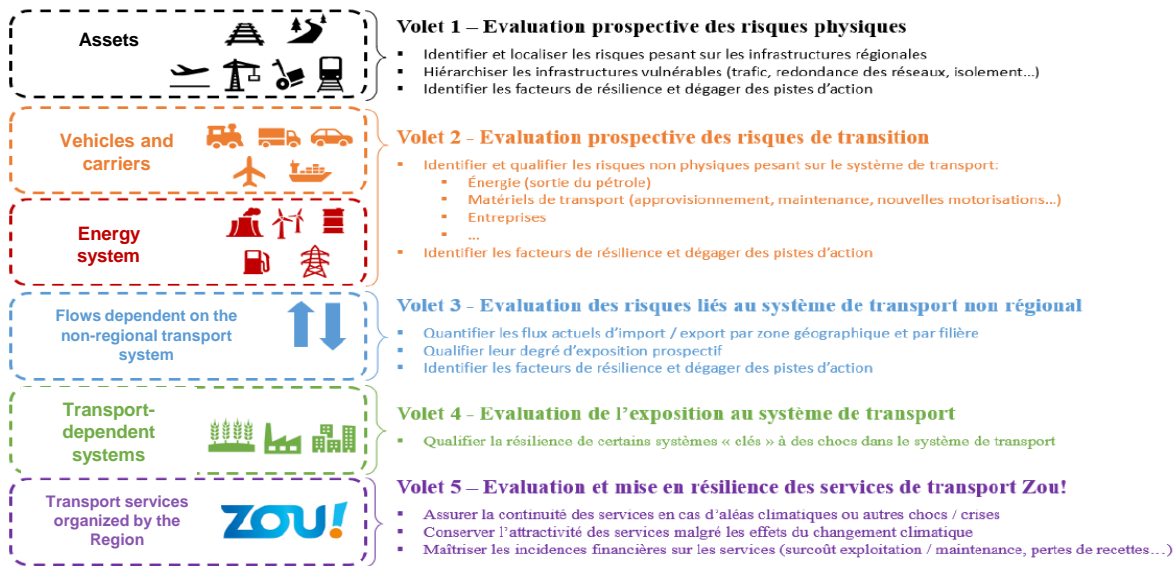 Assets
Volet 1 – Evaluation prospective des risques physiques
▪ Identifier et localiser les risques pesant sur les infrastructures régionales
▪ Hiérarchiser les infrastructures vulnérables (trafic, redondance des réseaux, isolement…)
▪ Identifier les facteurs de résilience et dégager des pistes d'action
Vehicles and
carriers
Volet 2 - Evaluation prospective des risques de transition
▪ Identifier et qualifier les risques non physiques pesant sur le système de transport:
▪ Énergie (sortie du pétrole)
▪ Matériels de transport (approvisionnement, maintenance, nouvelles motorisations…)
▪ Entreprises
▪ …
▪ Identifier les facteurs de résilience et dégager des pistes d'action
Energy
system
Flows dependent on the
non-regional transport
system
Volet 3 - Evaluation des risques liés au système de transport non régional
▪ Quantifier les flux actuels d'import / export par zone géographique et par filière
▪ Qualifier leur degré d'exposition prospectif
▪ Identifier les facteurs de résilience et dégager des pistes d'action
Transport-
dependent
systems
Volet 4 - Evaluation de l'exposition au système de transport
▪ Qualifier la résilience de certains systèmes « clés » à des chocs dans le système de transport
Transport services
organized by the
Region
ZOU!
Volet 5 – Evaluation et mise en résilience des services de transport Zou!
▪ Assurer la continuité des services en cas d'aléas climatiques ou autres chocs / crises
▪ Conserver l'attractivité des services malgré les effets du changement climatique
▪ Maîtriser les incidences financières sur les services (surcoût exploitation / maintenance, pertes de recettes…)